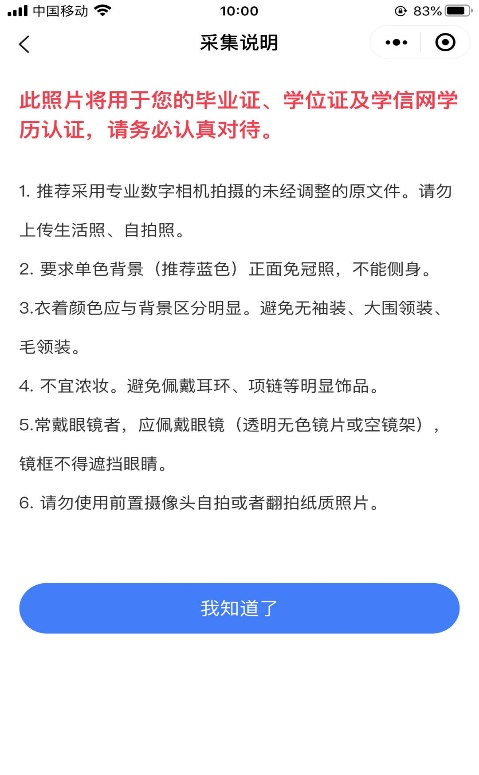 中国移动 10:00 83%
采集说明
此照片将用于您的毕业证、学位证及学信网学
历认证，请务必认真对待。
1. 推荐采用专业数字相机拍摄的未经调整的原文件。请勿
上传生活照、自拍照。
2. 要求单色背景（推荐蓝色）正面免冠照，不能侧身。
3.衣着颜色应与背景区分明显。避免无袖装、大围领装、
毛领装。
4. 不宜浓妆。避免佩戴耳环、项链等明显饰品。
5.常戴眼镜者，应佩戴眼镜（透明无色镜片或空镜架），
镜框不得遮挡眼睛。
6. 请勿使用前置摄像头自拍或者翻拍纸质照片。
我知道了